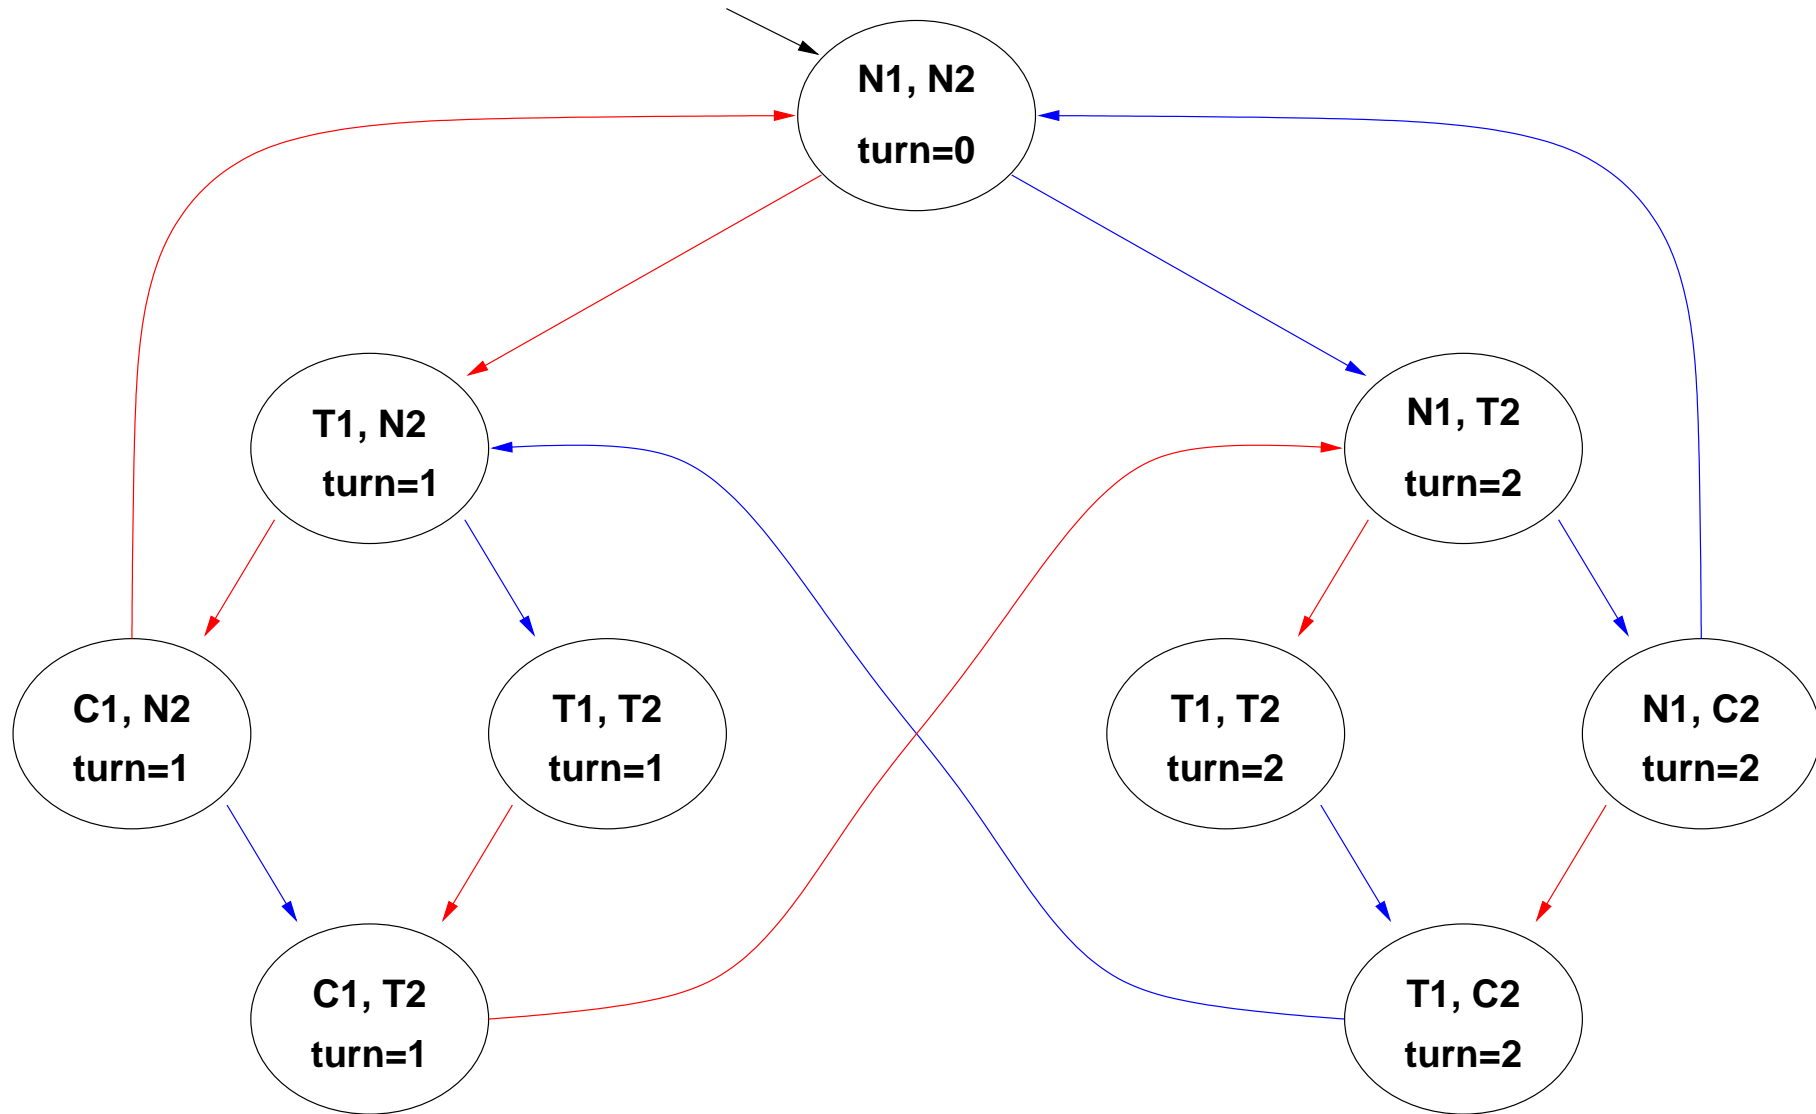 N1, N2
turn=0
T1, N2
turn=1
N1, T2
turn=2
C1, N2
turn=1
T1, T2
turn=1
T1, T2
turn=2
N1, C2
turn=2
C1, T2
turn=1
T1, C2
turn=2